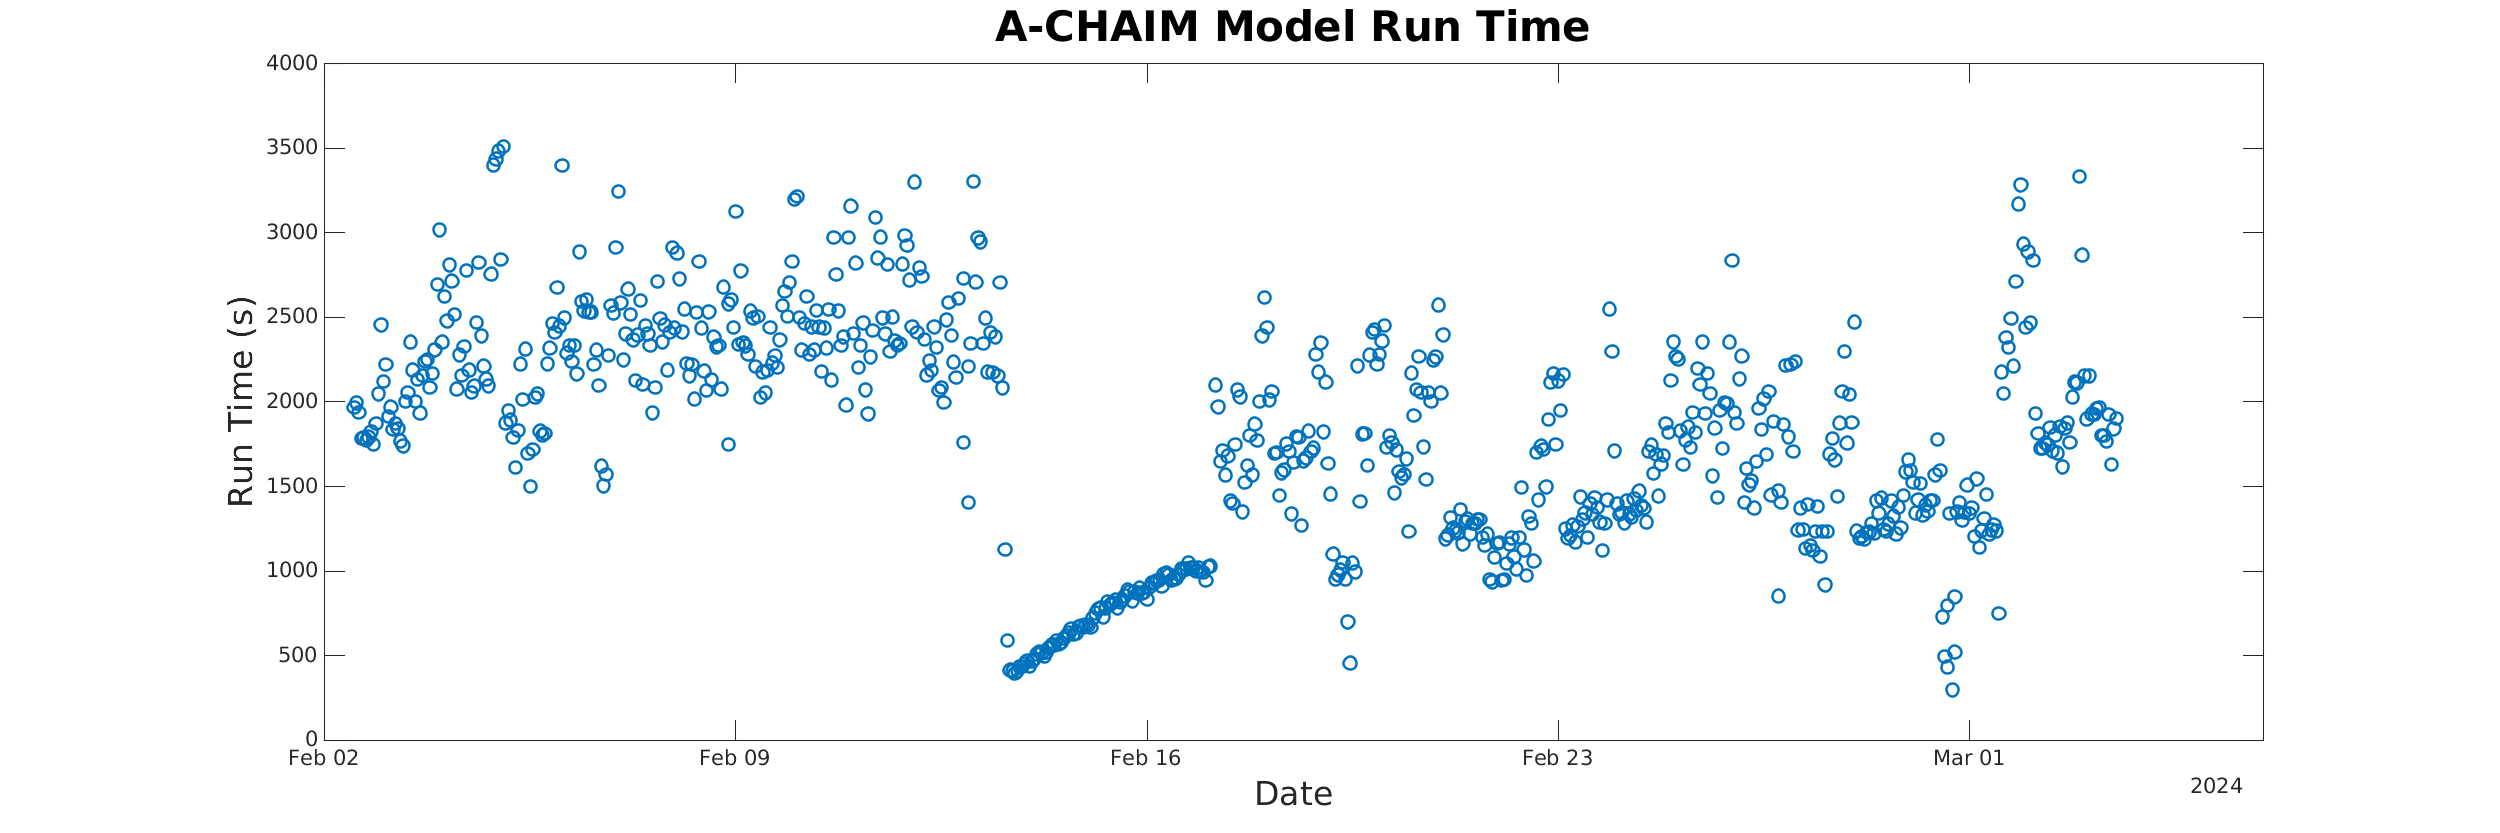 A-CHAIM Model Run Time
4000
3500
3000
2500
2000
1500
1000
500
0
Run Time (s)
Feb 02 Feb 09 Feb 16 Feb 23 Mar 01
2024
Date